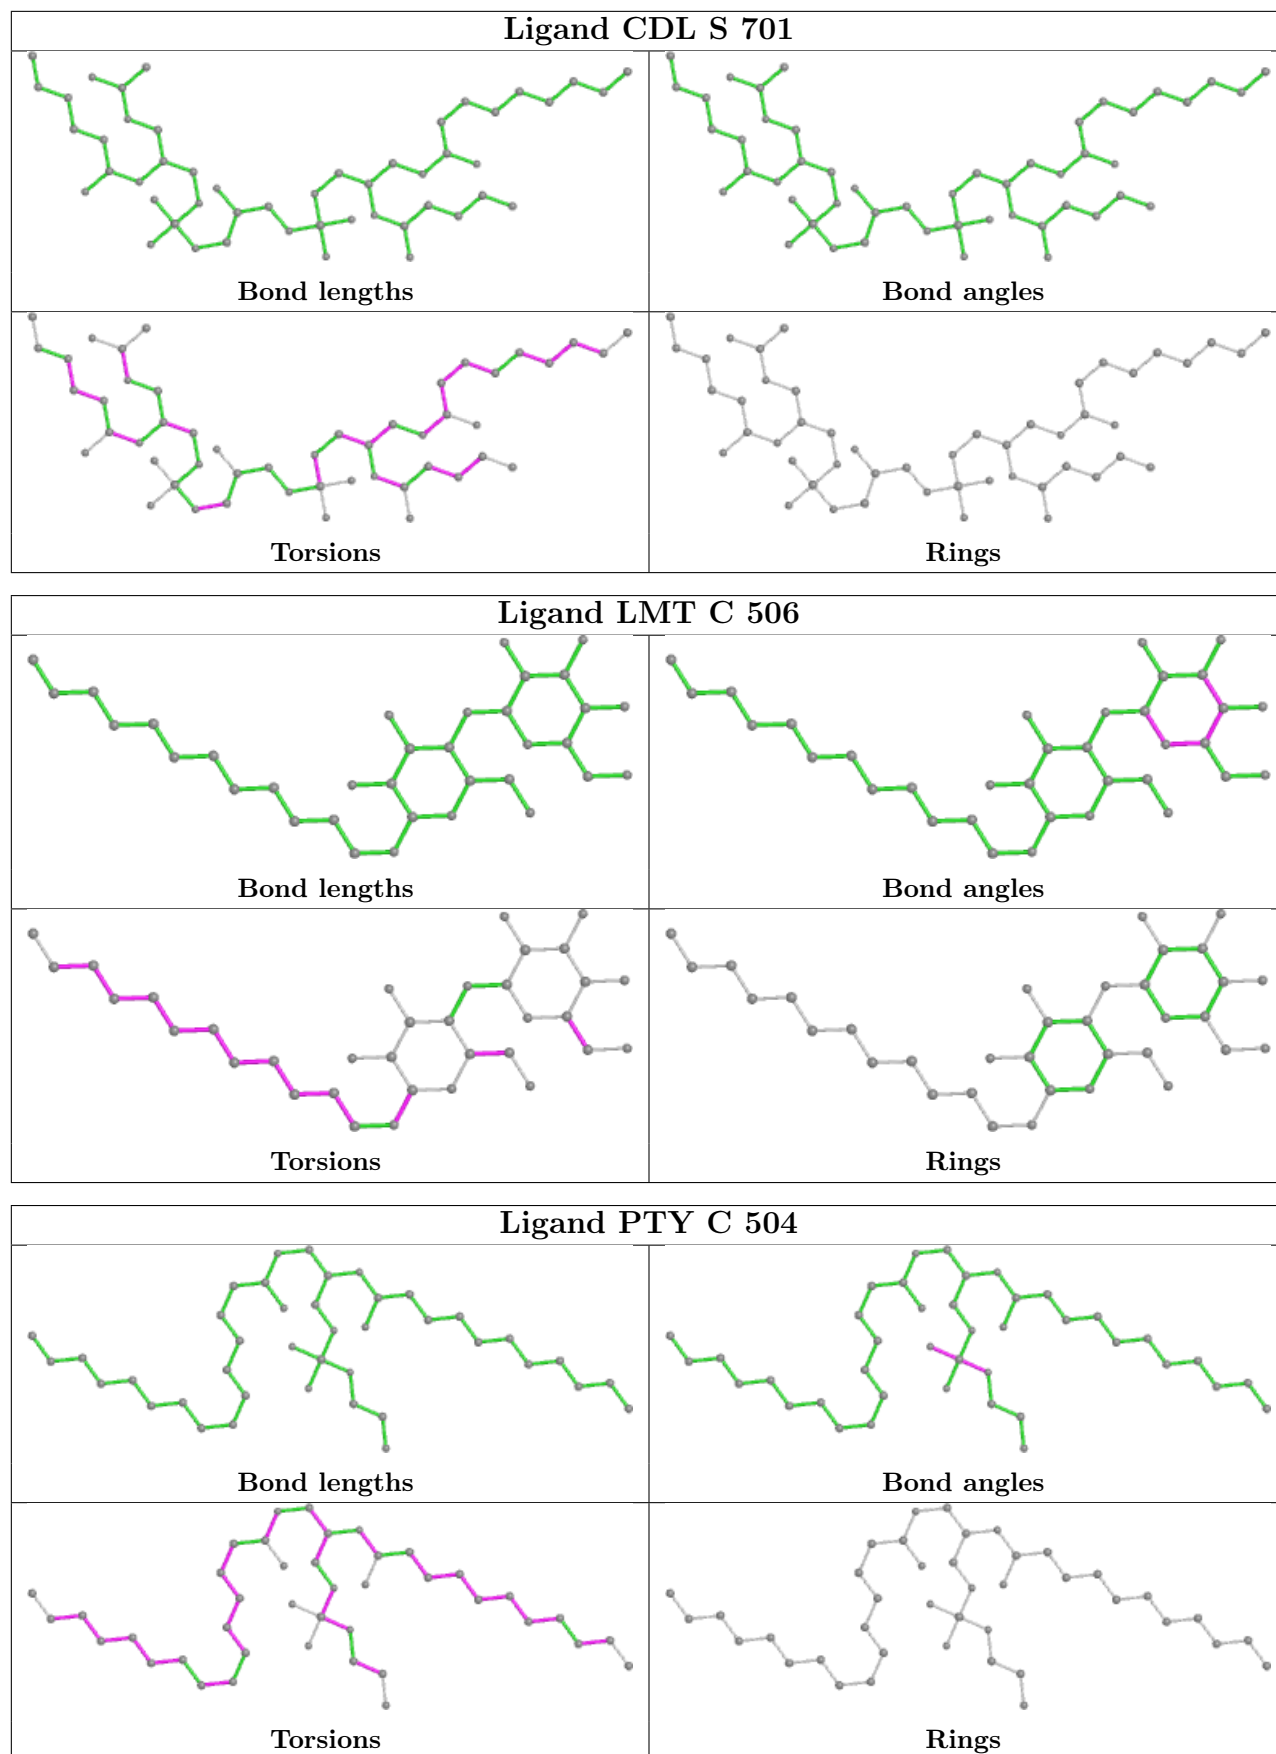 Ligand CDL S 701
Bond lengths
Bond angles
Torsions
Rings
Ligand LMT C 506
Bond lengths
Bond angles
Torsions
Rings
Ligand PTY C 504
Bond lengths
Bond angles
Torsions
Rings